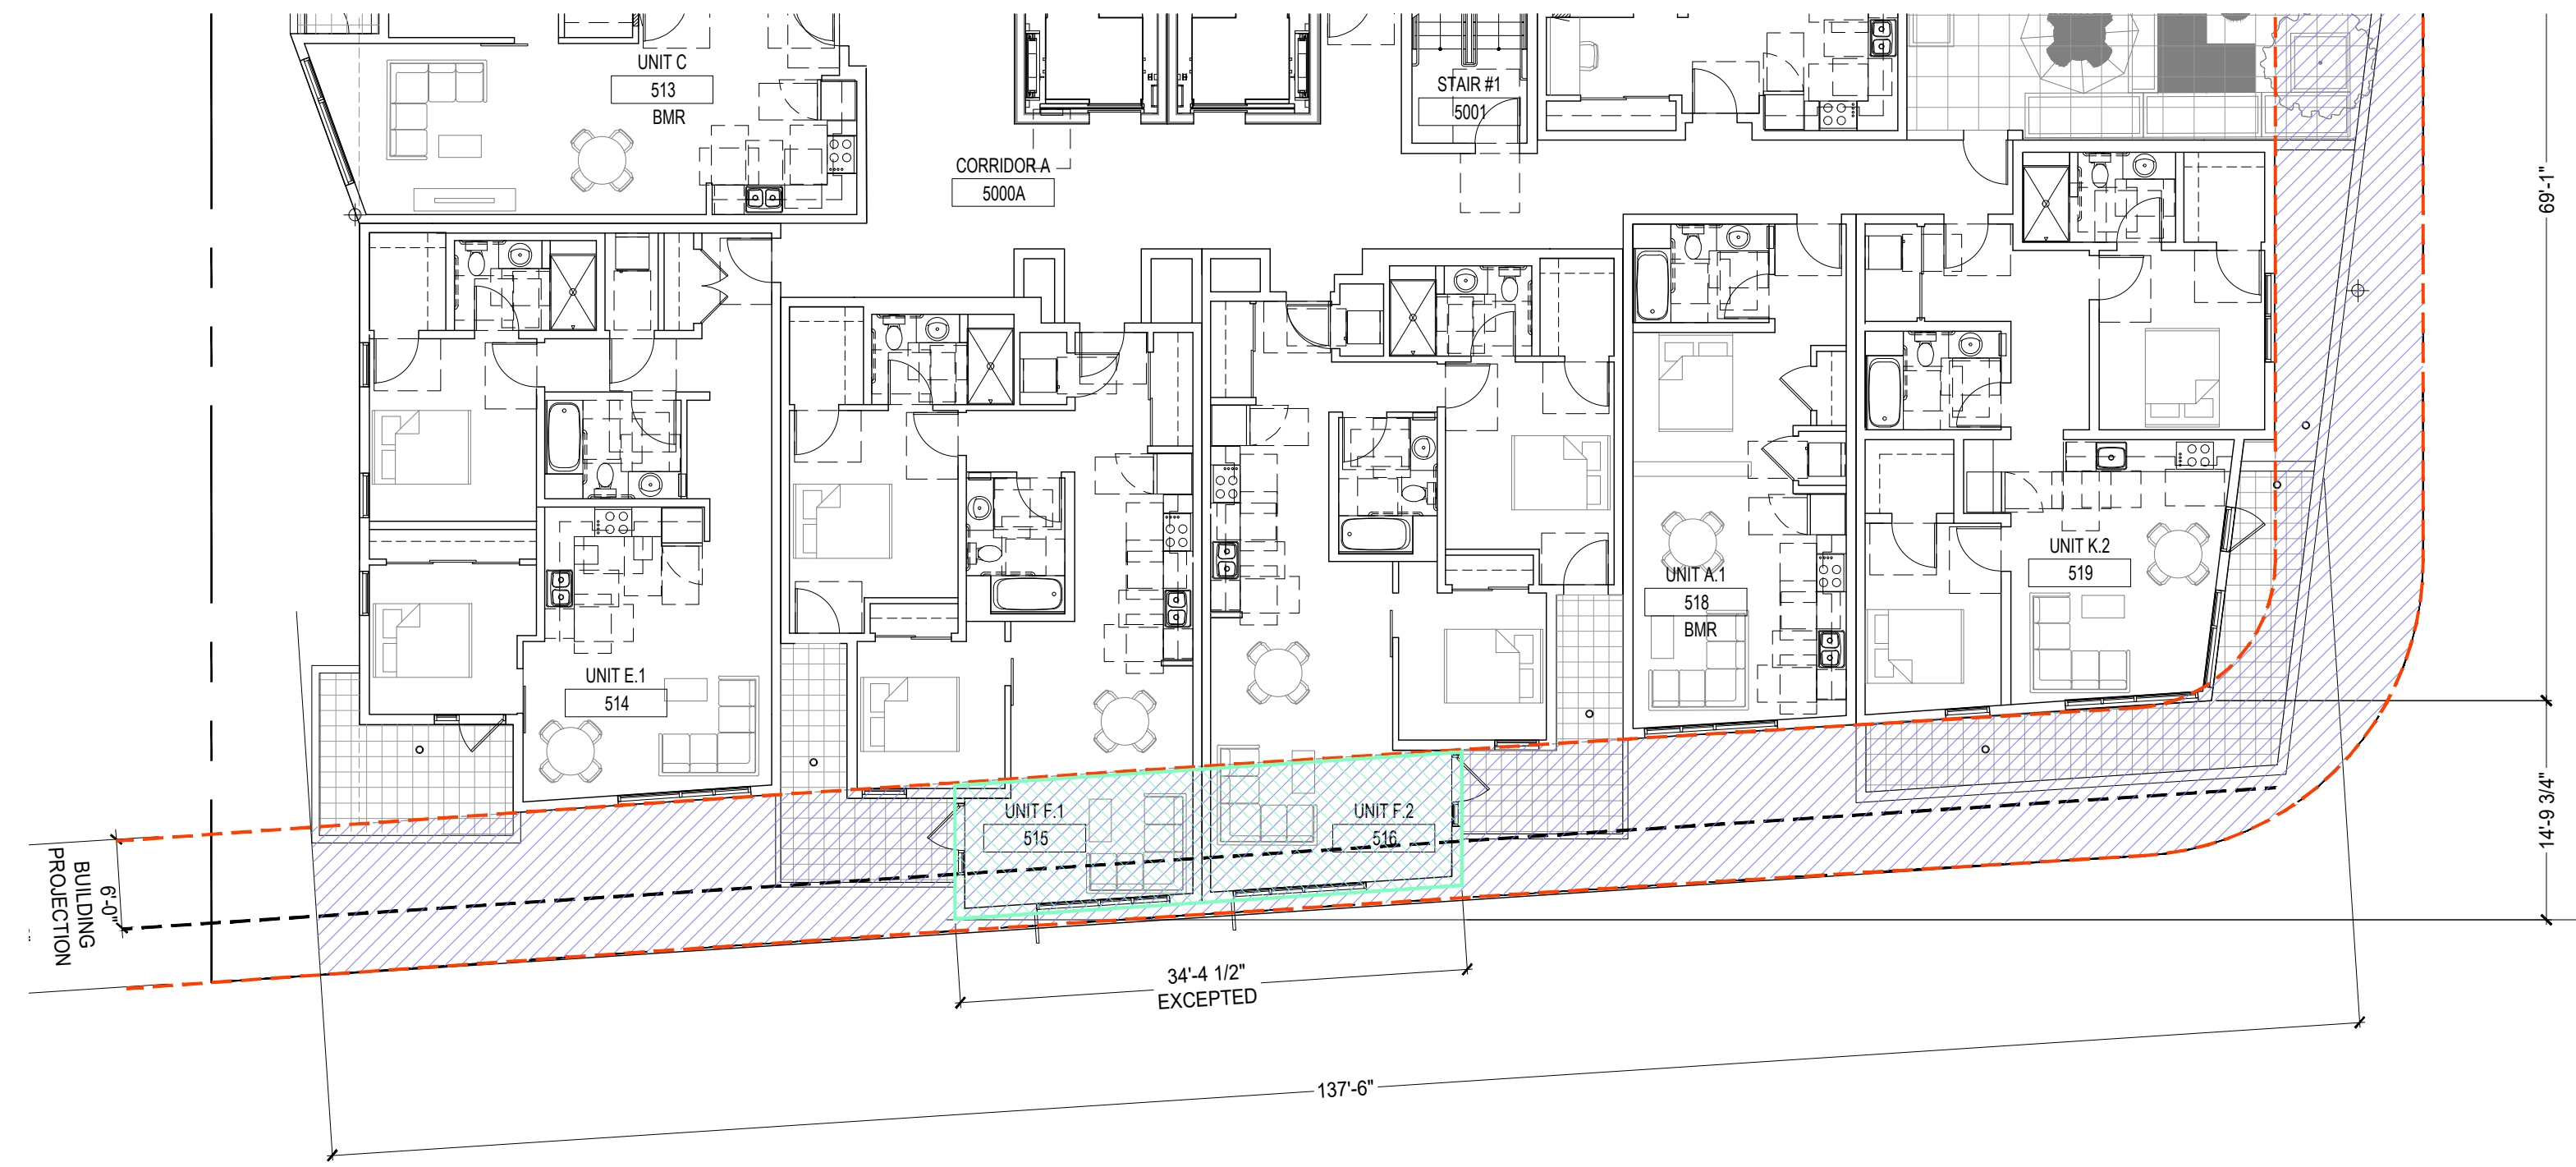 UNIT C
513
BMR
STAIR #1
5001
CORRIDOR A
5000A
69'-1"
UNIT E.1
514
UNIT F.1
515
UNIT F.2
516
UNIT A.1
518
BMR
UNIT K.2
519
14'-9 3/4"
6'-0"
BUILDING
PROJECTION
34'-4 1/2"
EXCEPTED
137'-6"